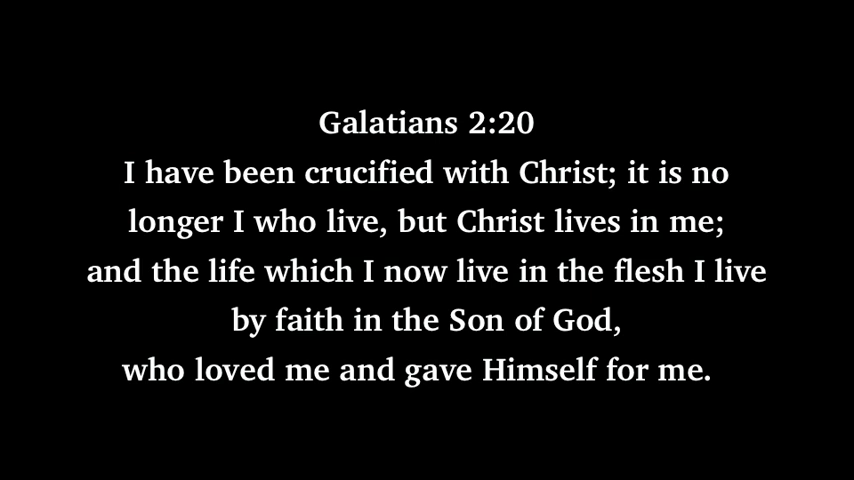 Galatians 2:20
I have been crucified with Christ; it is no
longer I who live, but Christ lives in me;
and the life which I now live in the flesh I live
by faith in the Son of God,
who loved me and gave Himself for me.